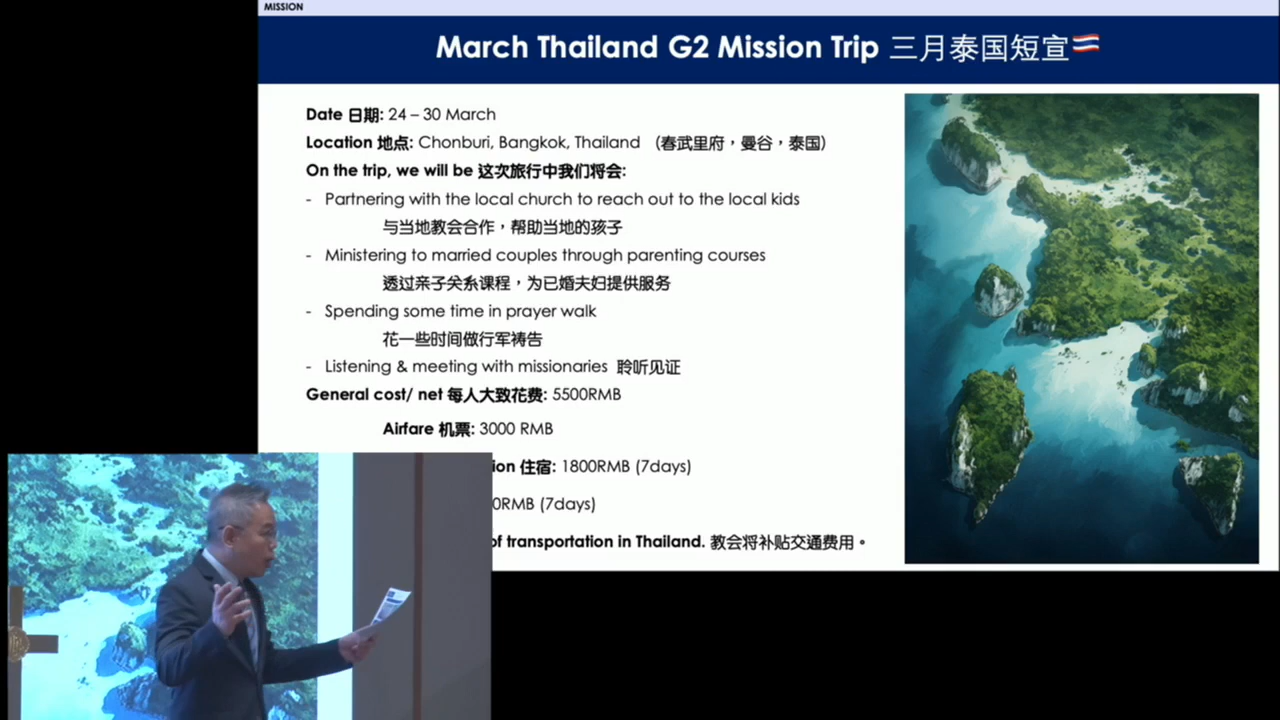 MISSION
March Thailand G2 Mission Trip 三月泰国短宣
Date 日期: 24 – 30 March
Location 地点: Chonburi, Bangkok, Thailand （春武里府，曼谷，泰国）
On the trip, we will be 这次旅行中我们将会:
- Partnering with the local church to reach out to the local kids
与当地教会合作，帮助当地的孩子
- Ministering to married couples through parenting courses
透过亲子关系课程，为已婚夫妇提供服务
- Spending some time in prayer walk
花一些时间做行军祷告
- Listening & meeting with missionaries 聆听见证
General cost/ net 每人大致花费: 5500RMB
Airfare 机票: 3000 RMB
ion 住宿: 1800RMB (7days)
0RMB (7days)
of transportation in Thailand. 教会将补贴交通费用。